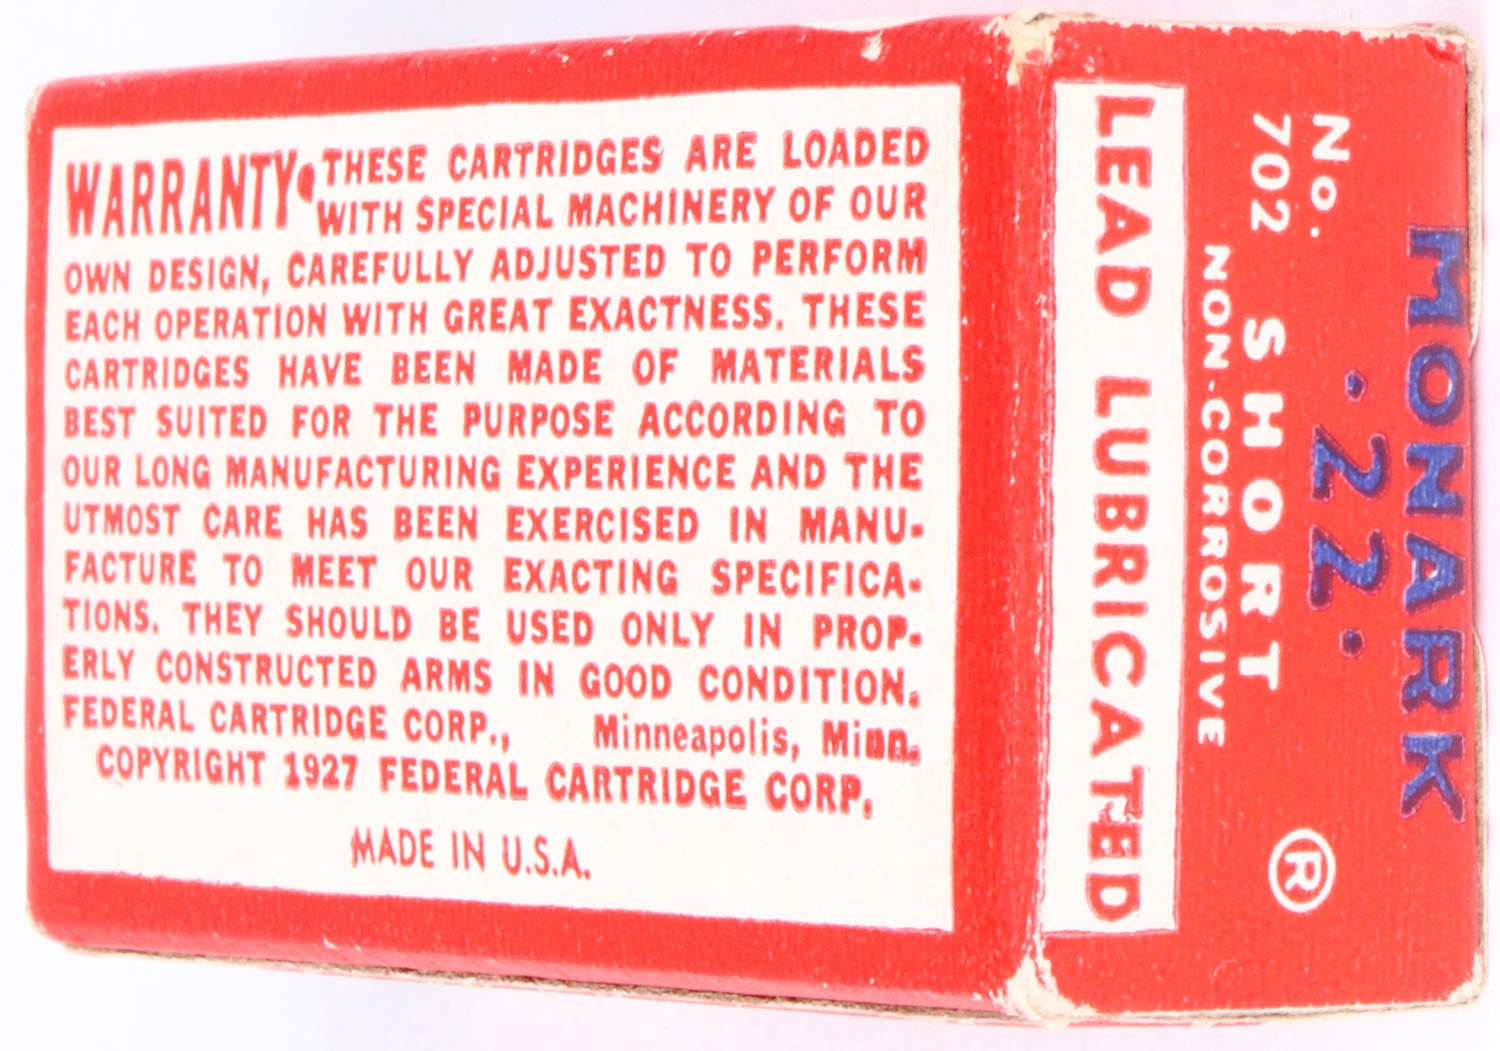 WARRANTY• THESE CARTRIDGES ARE LOADED
WITH SPECIAL MACHINERY OF OUR
OWN DESIGN, CAREFULLY ADJUSTED TO PERFORM
EACH OPERATION WITH GREAT EXACTNESS. THESE
CARTRIDGES HAVE BEEN MADE OF MATERIALS
BEST SUITED FOR THE PURPOSE ACCORDING TO
OUR LONG MANUFACTURING EXPERIENCE AND THE
UTMOST CARE HAS BEEN EXERCISED IN MANU-
FACTURE TO MEET OUR EXACTING SPECIFICA-
TIONS. THEY SHOULD BE USED ONLY IN PROP-
ERLY CONSTRUCTED ARMS IN GOOD CONDITION.
FEDERAL CARTRIDGE CORP., Minneapolis, Minn.
COPYRIGHT 1927 FEDERAL CARTRIDGE CORP.
MADE IN U.S.A.
MONARK
.22.
No.
702 SHORT ®
NON-CORROSIVE
LEAD LUBRICATED